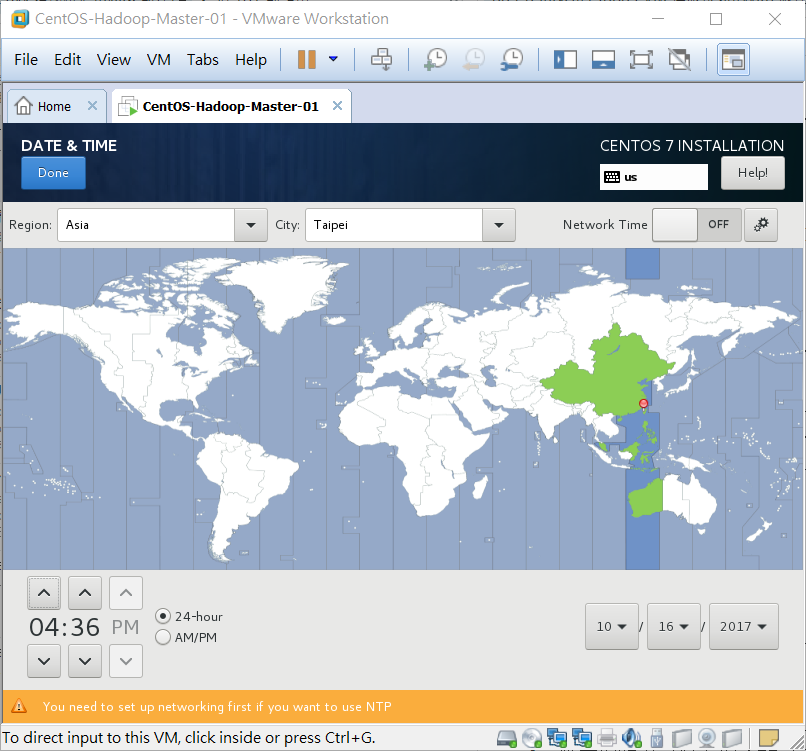 CentOS-Hadoop-Master-01 - VMware Workstation
File Edit View VM Tabs Help
Home CentOS-Hadoop-Master-01
DATE & TIME CENTOS 7 INSTALLATION
Done us Help!
Region: Asia City: Taipei Network Time OFF
04:36 PM
24-hour
AM/PM
10 / 16 / 2017
You need to set up networking first if you want to use NTP
To direct input to this VM, click inside or press Ctrl+G.